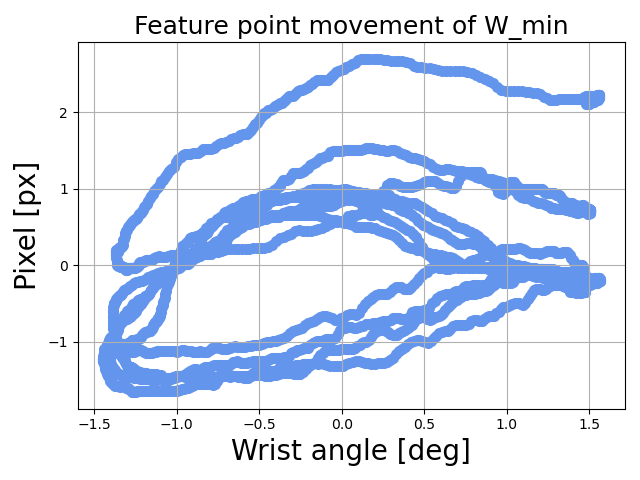 Feature point movement of W_min
Pixel [px]
2
1
0
−1
−1.5 −1.0 −0.5 0.0 0.5 1.0 1.5
Wrist angle [deg]